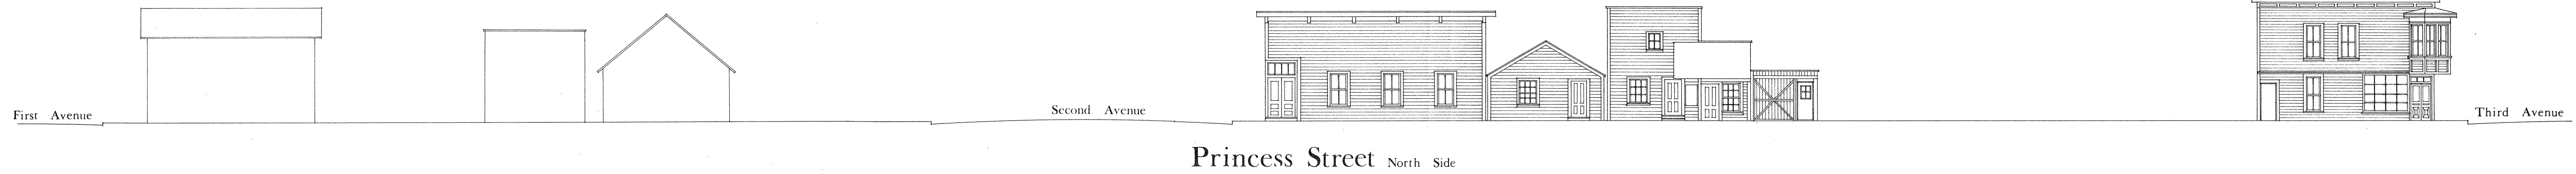 First Avenue
Second Avenue
Third Avenue
Princess Street North Side